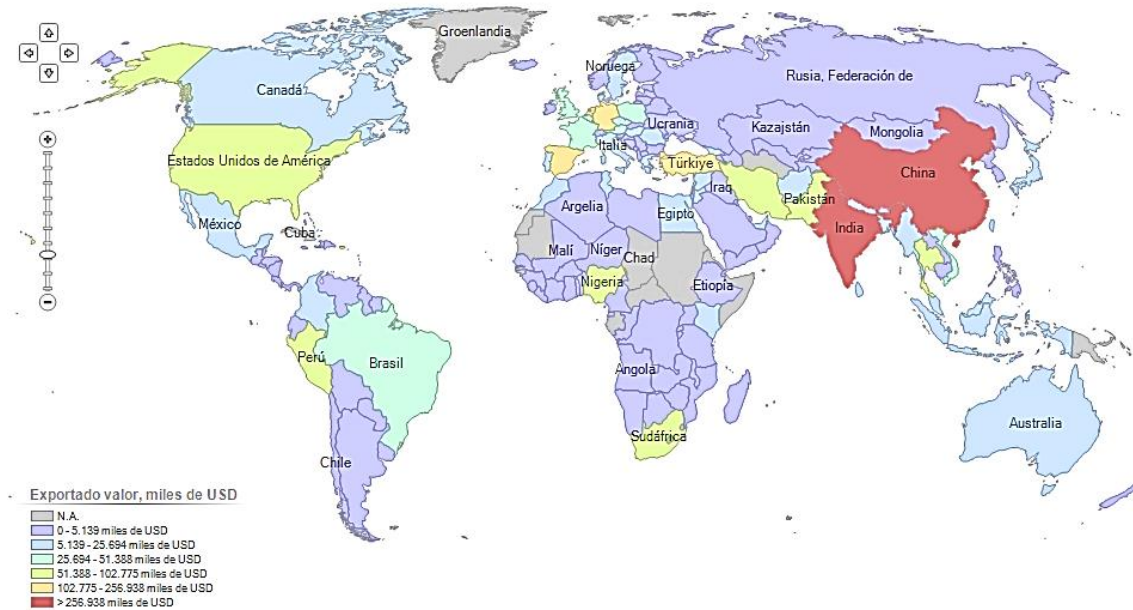 Groenlandia
Noruega
Rusia, Federación de
Canadá
Ucrania
Kazajstán
Mongolia
Italia
Estados Unidos de América
Türkiye
China
Iraq
Pakistán
Argelia
Egipto
México
India
Cuba
Malí
Níger
Chad
Nigeria
Etiopía
Perú
Brasil
Angola
Australia
Sudáfrica
Chile
Exportado valor, miles de USD
N.A.
0 - 5.139 miles de USD
5.139 - 25.694 miles de USD
25.694 - 51.388 miles de USD
51.388 - 102.775 miles de USD
102.775 - 256.938 miles de USD
> 256.938 miles de USD